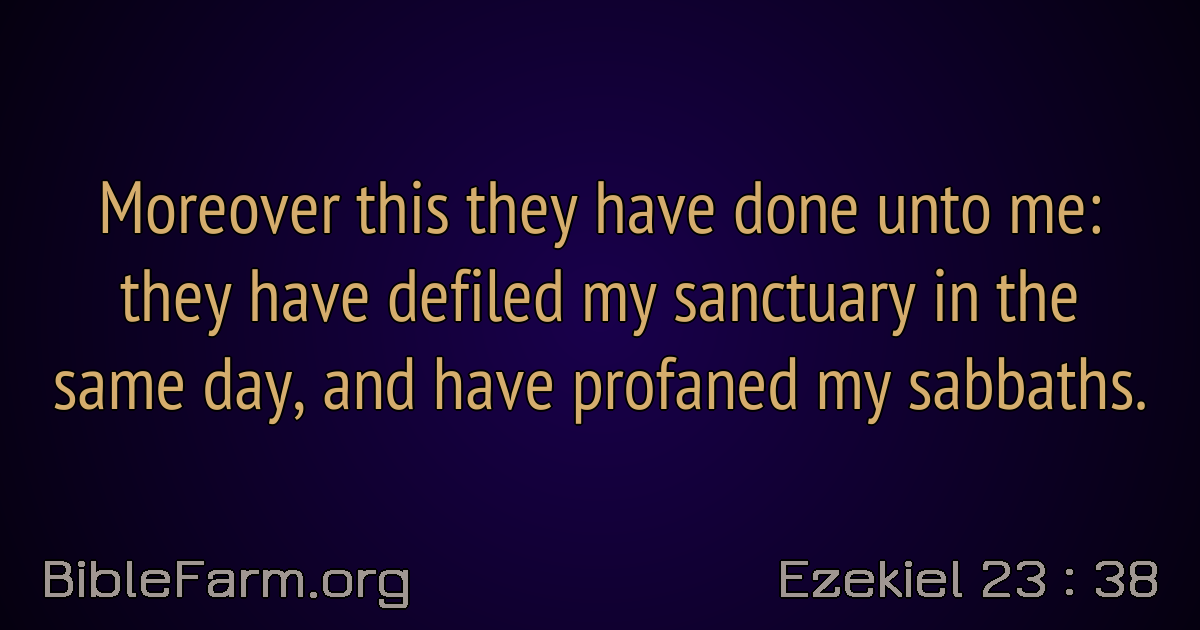 Moreover this they have done unto me:
they have defiled my sanctuary in the
same day, and have profaned my sabbaths.
BibleFarm.org
Ezekiel 23 : 38